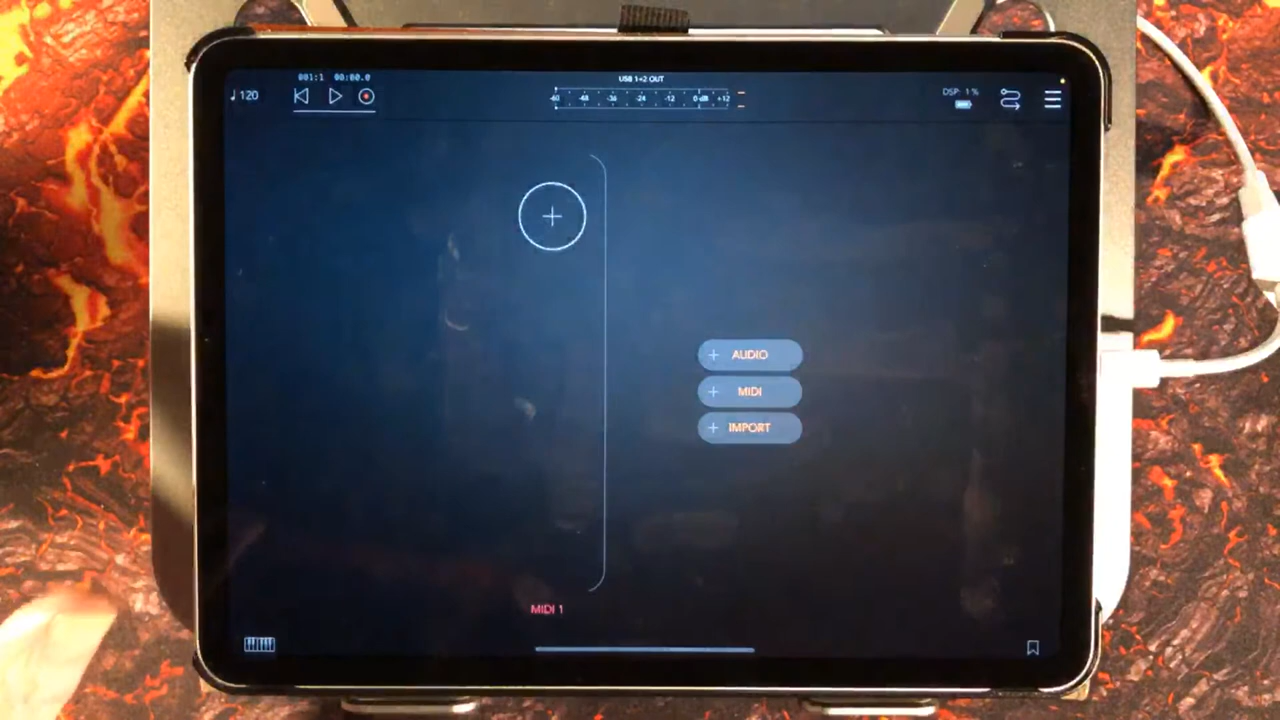 ♩120
001:1 00:00.0
USB 1+2 OUT
-60 -48 -36 -24 -12 0 dB +12
DSP: 1 %
+ AUDIO
+ MIDI
+ IMPORT
MIDI 1